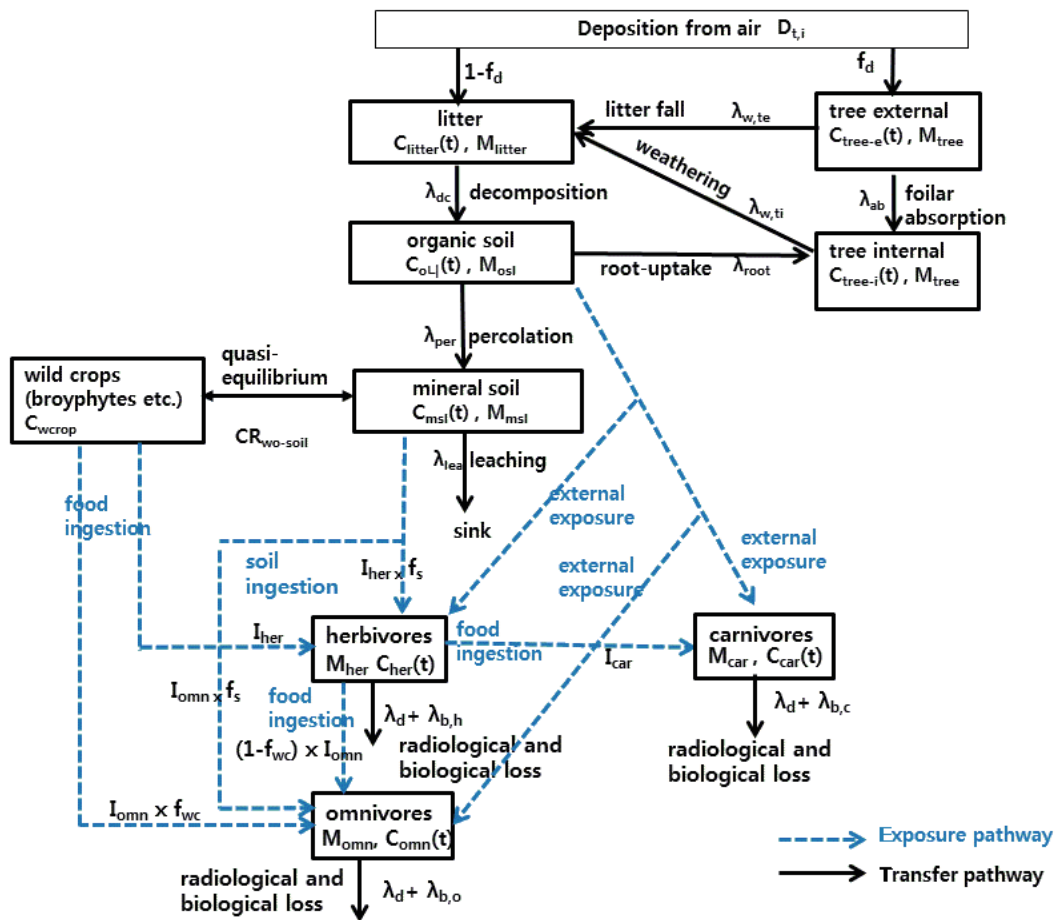 Deposition from air D_t,i
1-f_d
f_d
litter
C_litter(t) , M_litter
litter fall
λ_w,te
tree external
C_tree-e(t) , M_tree
weathering
λ_w,ti
λ_dc decomposition
λ_ab
foilar
absorption
organic soil
C_o니(t) , M_osl
root-uptake λ_root
tree internal
C_tree-i(t) , M_tree
λ_per percolation
quasi-
equilibrium
wild crops
(broyphytes etc.)
C_wcrop
mineral soil
C_msl(t) , M_msl
CR_wo-soil
λ_lea leaching
sink
food
ingestion
external
exposure
external
exposure
external
exposure
soil
ingestion
I_her x f_s
I_her
herbivores
M_her C_her(t)
food
ingestion
I_car
carnivores
M_car , C_car(t)
I_omn x f_s
food
ingestion
(1-f_wc) x I_omn
λ_d+ λ_b,h
radiological and
biological loss
λ_d+ λ_b,c
radiological and
biological loss
I_omn x f_wc
omnivores
M_omn, C_omn(t)
radiological and
biological loss
λ_d+ λ_b,o
Exposure pathway
Transfer pathway